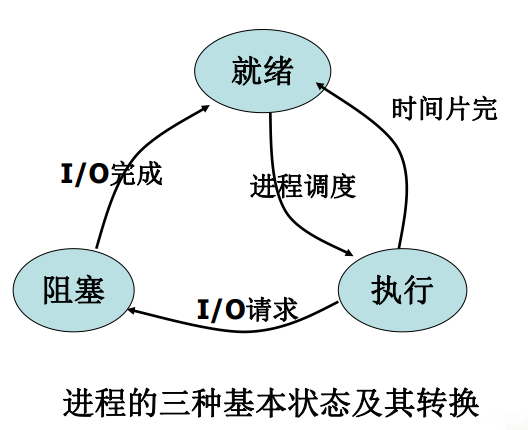 就绪
时间片完
I/O完成
进程调度
阻塞
执行
I/O请求
进程的三种基本状态及其转换